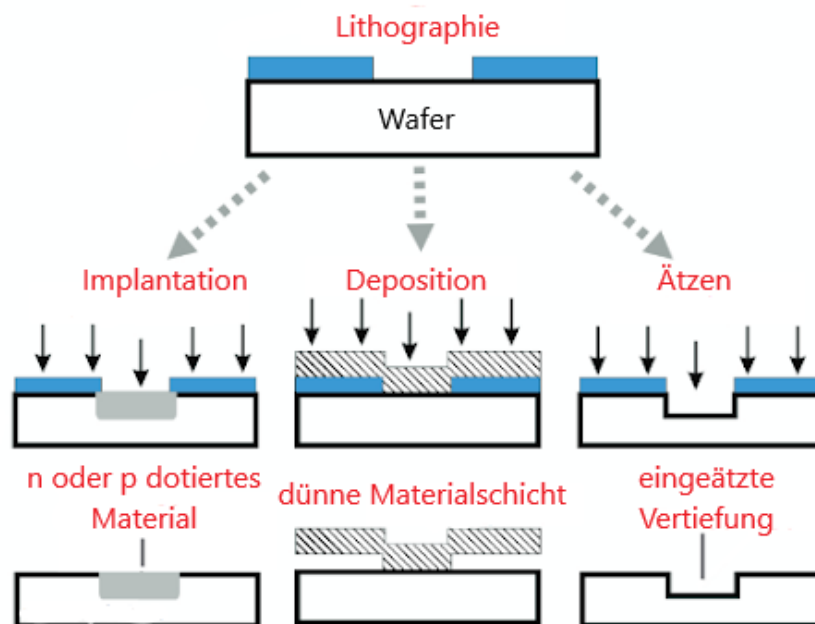 Lithographie
Wafer
Implantation
Deposition
Ätzen
n oder p dotiertes
Material
dünne Materialschicht
eingeätzte
Vertiefung